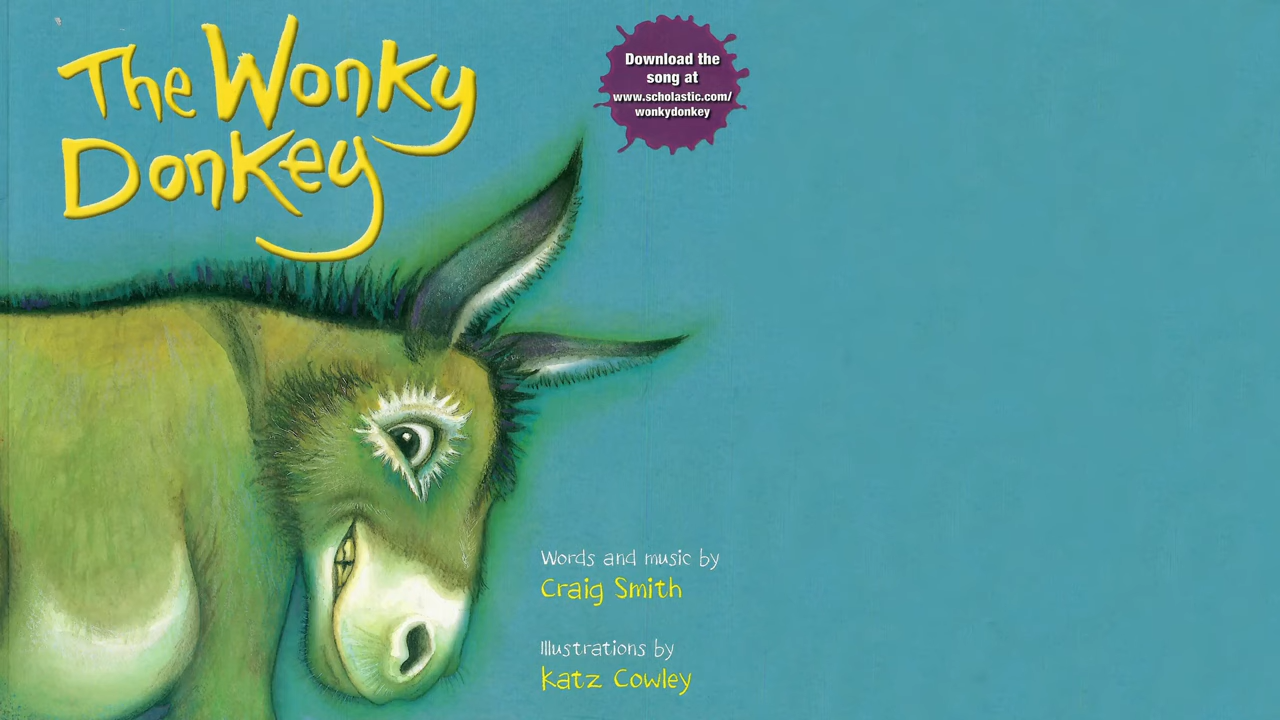 The Wonky
Donkey
Download the
song at
www.scholastic.com/
wonkydonkey
Words and music by
Craig Smith
Illustrations by
Katz Cowley